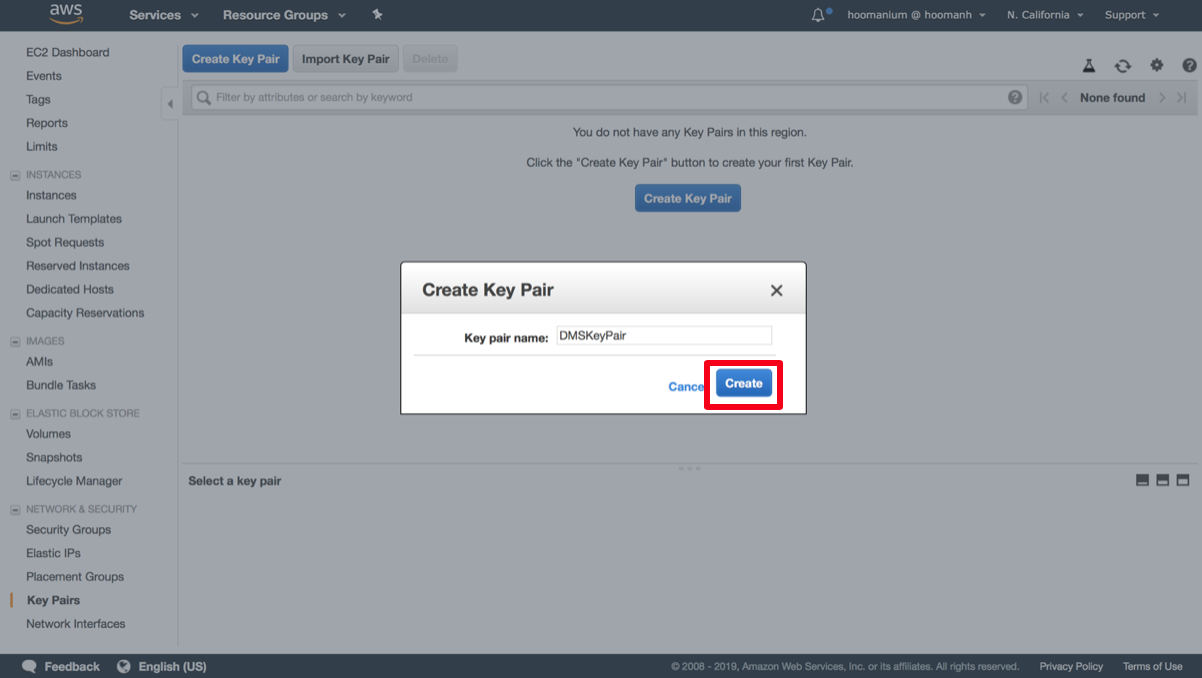 aws Services Resource Groups hoomanium @ hoomanh N. California Support
EC2 Dashboard
Events
Tags
Reports
Limits
INSTANCES
Instances
Launch Templates
Spot Requests
Reserved Instances
Dedicated Hosts
Capacity Reservations
IMAGES
AMIs
Bundle Tasks
ELASTIC BLOCK STORE
Volumes
Snapshots
Lifecycle Manager
NETWORK & SECURITY
Security Groups
Elastic IPs
Placement Groups
Key Pairs
Network Interfaces
Create Key Pair Import Key Pair Delete
Filter by attributes or search by keyword None found
You do not have any Key Pairs in this region.
Click the "Create Key Pair" button to create your first Key Pair.
Create Key Pair
Create Key Pair
Key pair name: DMSKeyPair
Cance Create
Select a key pair
Feedback English (US) © 2008 - 2019, Amazon Web Services, Inc. or its affiliates. All rights reserved. Privacy Policy Terms of Use